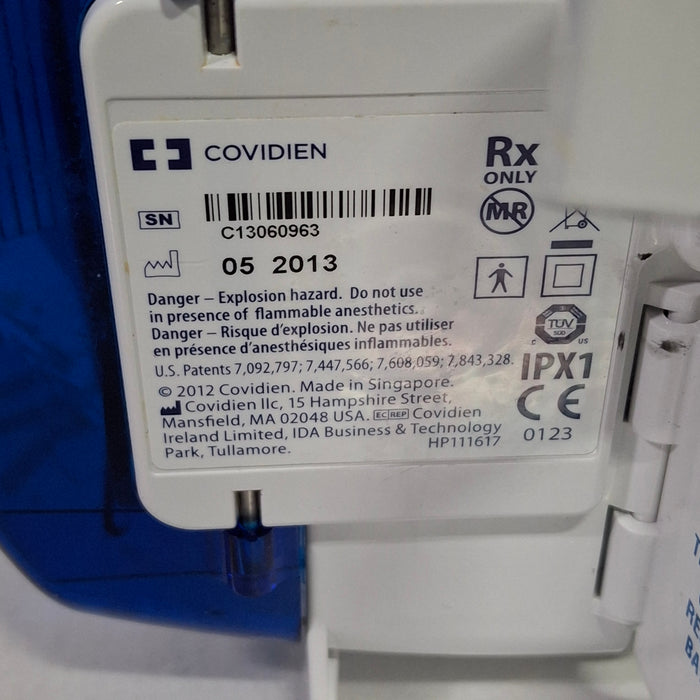 COVIDIEN
Rx
ONLY
SN
C13060963
MR
05 2013
Danger – Explosion hazard. Do not use
in presence of flammable anesthetics.
Danger – Risque d'explosion. Ne pas utiliser
en présence d'anesthésiques inflammables.
U.S. Patents 7,092,797; 7,447,566; 7,608,059; 7,843,328.
© 2012 Covidien. Made in Singapore.
Covidien llc, 15 Hampshire Street,
Mansfield, MA 02048 USA. EC REP Covidien
Ireland Limited, IDA Business & Technology
Park, Tullamore.
HP111617
TÜV
SÜD
C US
IPX1
CE
0123